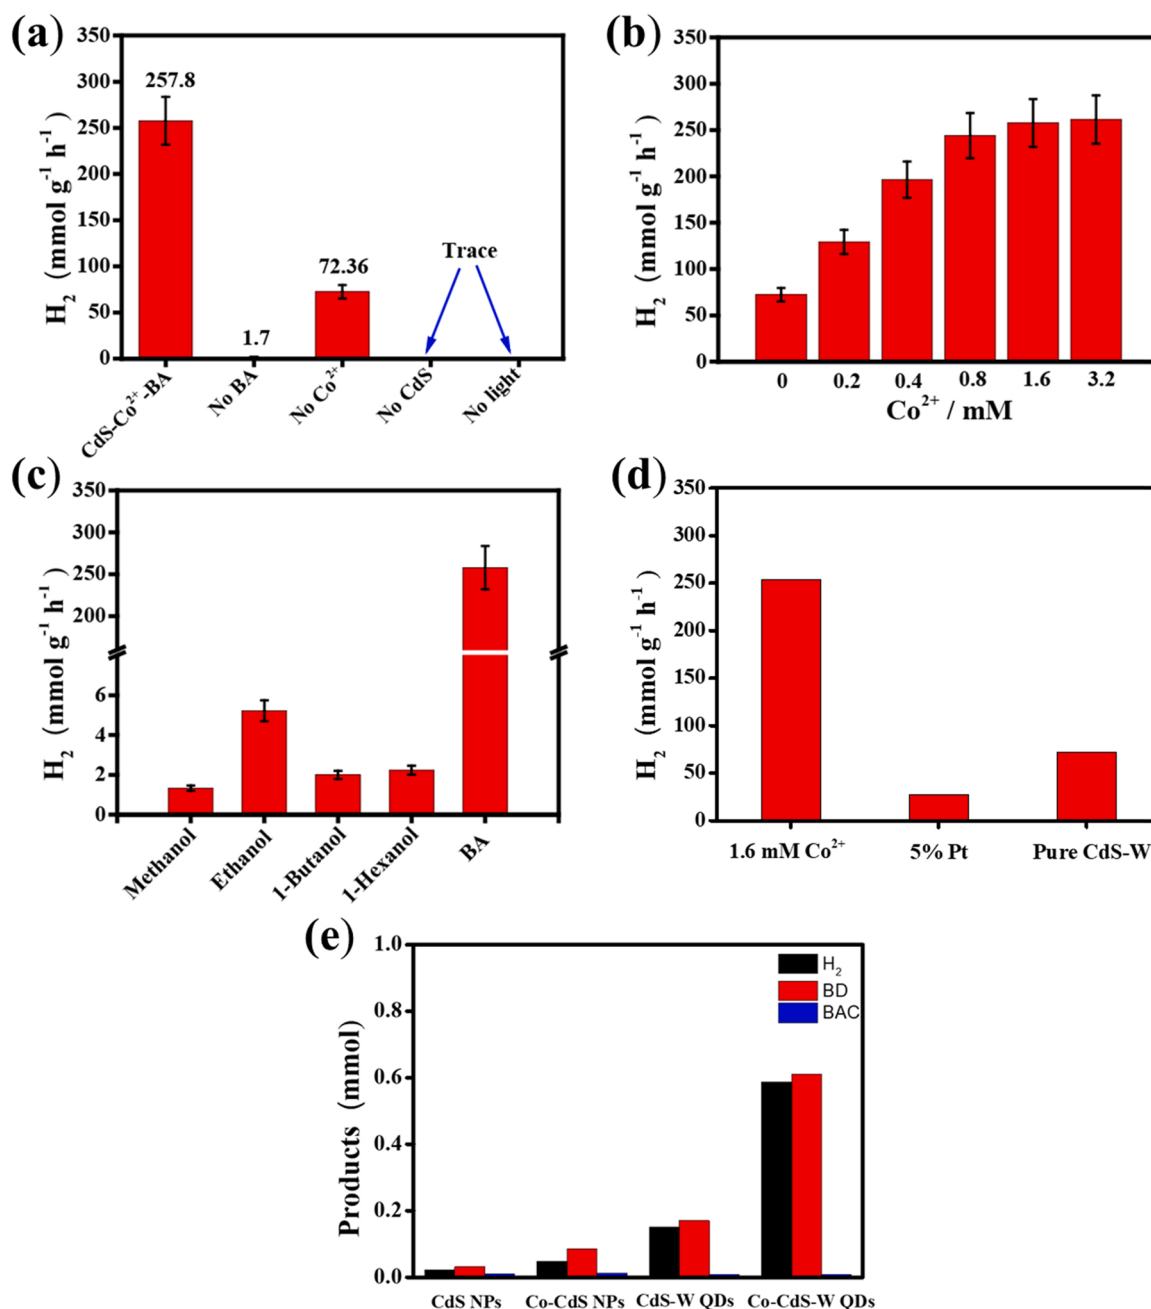 (a)
H₂ (mmol g⁻¹ h⁻¹)
350
300
250
200
150
100
50
0
257.8
1.7
72.36
Trace
CdS-Co²⁺-BA
No BA
No Co²⁺
No CdS
No light
(b)
H₂ (mmol g⁻¹ h⁻¹)
350
300
250
200
150
100
50
0
0 0.2 0.4 0.8 1.6 3.2
Co²⁺ / mM
(c)
H₂ (mmol g⁻¹ h⁻¹)
350
300
250
200
6
4
2
0
Methanol
Ethanol
1-Butanol
1-Hexanol
BA
(d)
H₂ (mmol g⁻¹ h⁻¹)
350
300
250
200
150
100
50
0
1.6 mM Co²⁺ 5% Pt Pure CdS-W
(e)
Products (mmol)
1.0
0.8
0.6
0.4
0.2
0.0
H₂
BD
BAC
CdS NPs Co-CdS NPs CdS-W QDs Co-CdS-W QDs